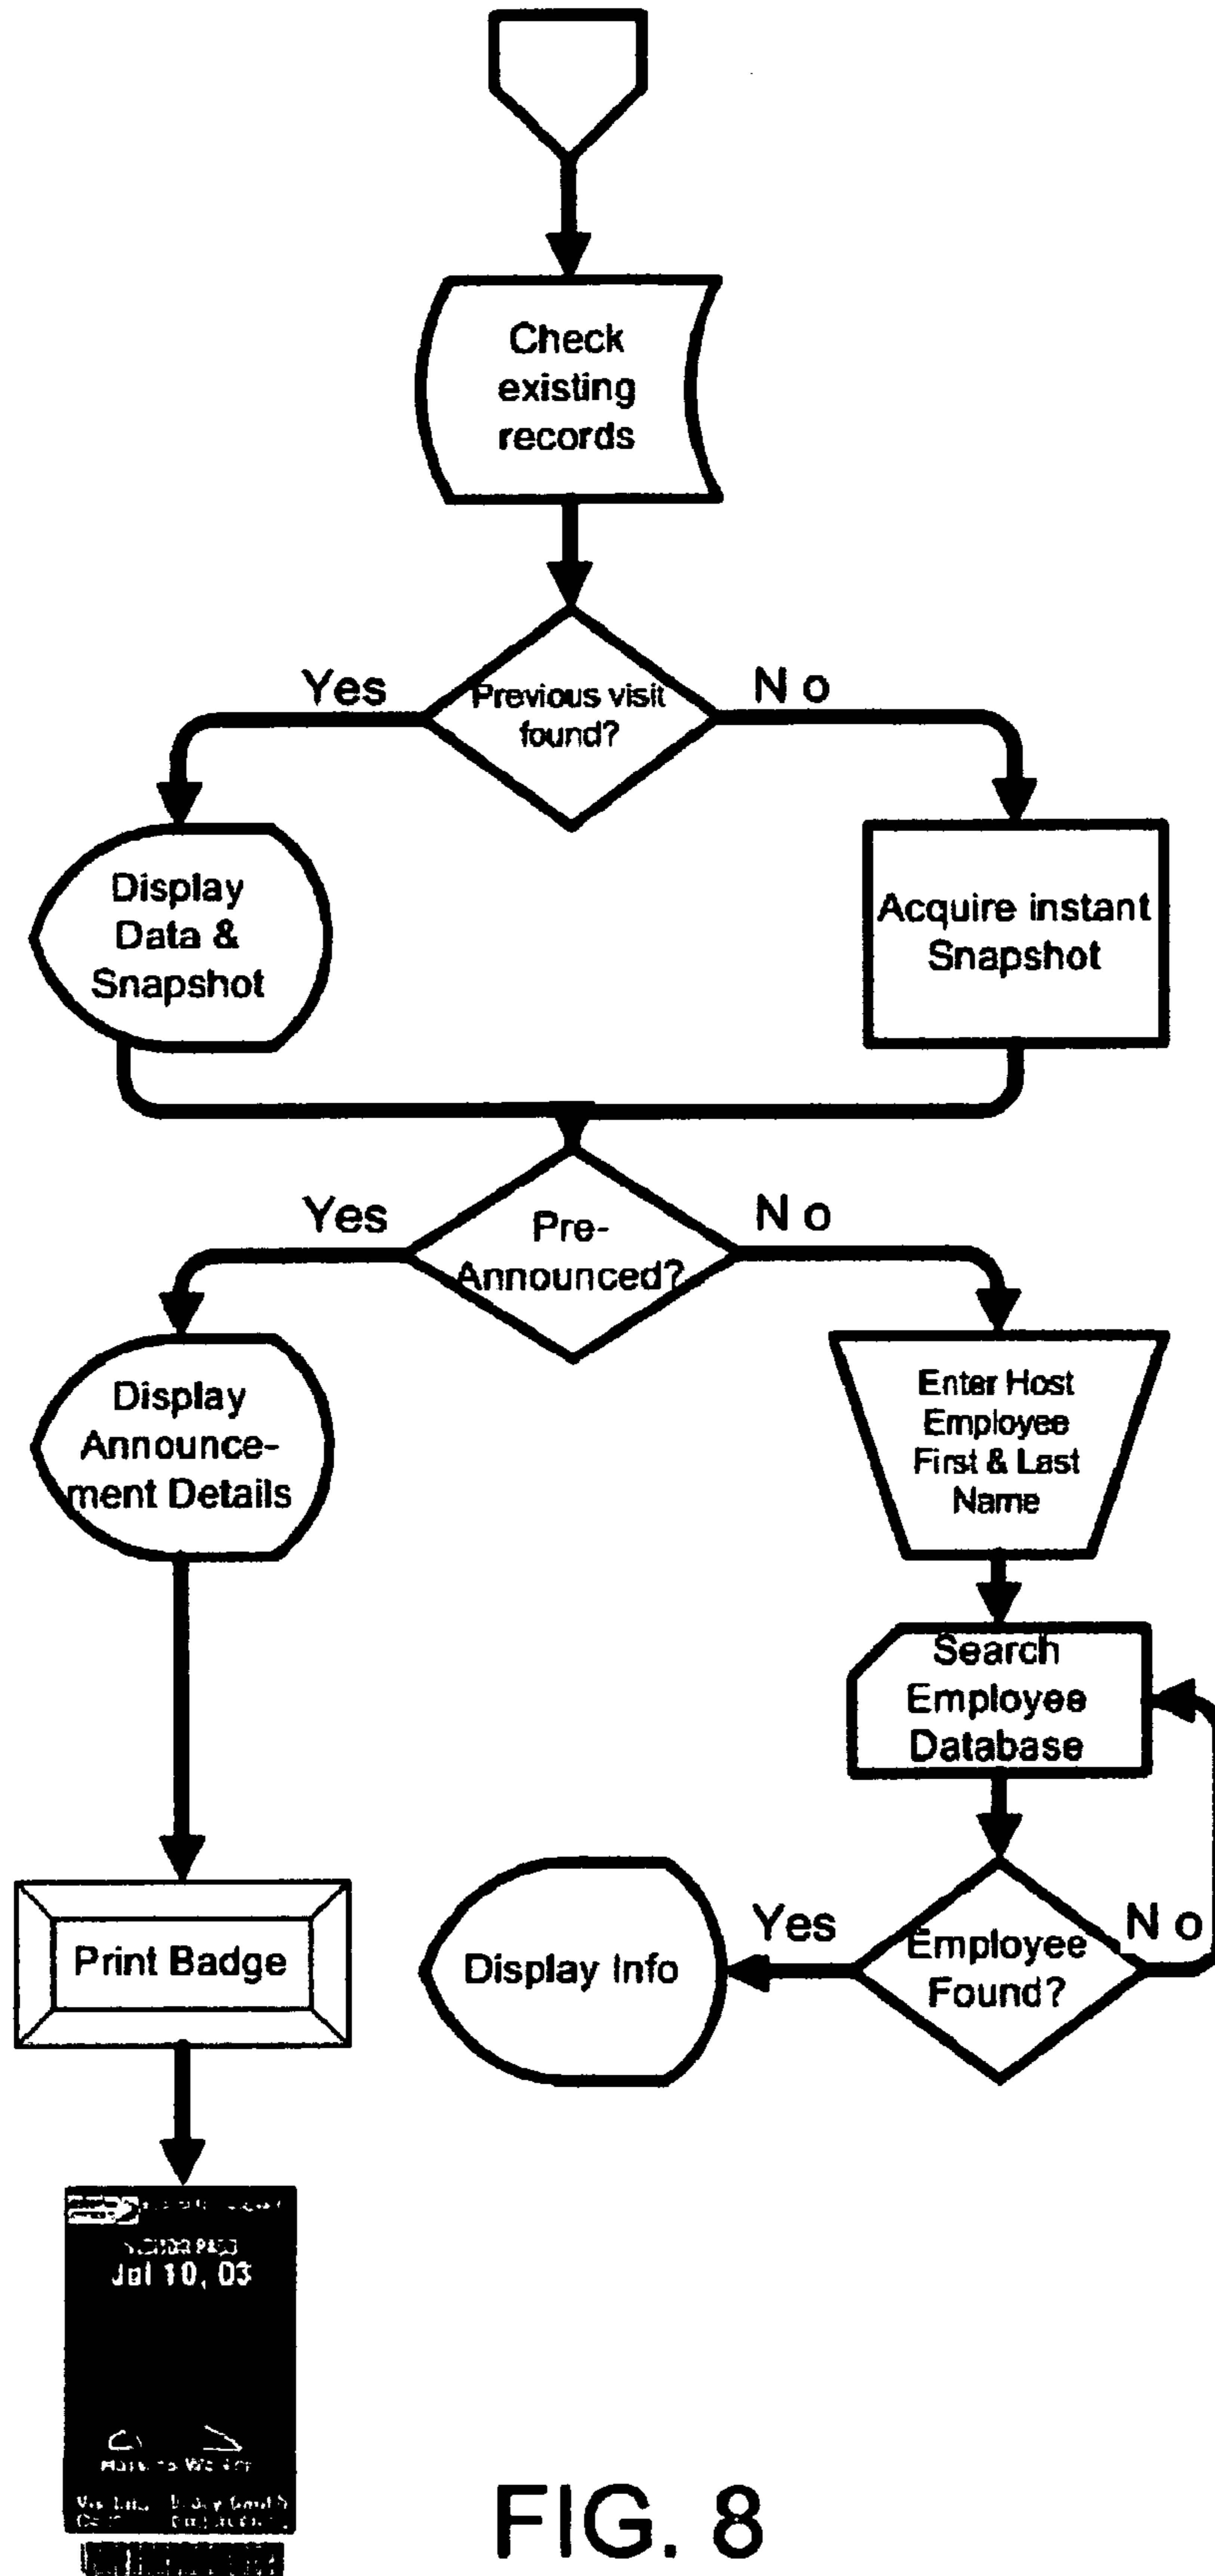 Check
existing
records
Yes
Previous visit
found?
N o
Display
Data &
Snapshot
Acquire instant
Snapshot
Yes
Pre-
Announced?
N o
Display
Announce-
ment Details
Enter Host
Employee
First & Last
Name
Search
Employee
Database
Yes
Employee
Found?
N o
Display Info
Print Badge
VISITOR PASS
Jul 10, 03
FIG. 8